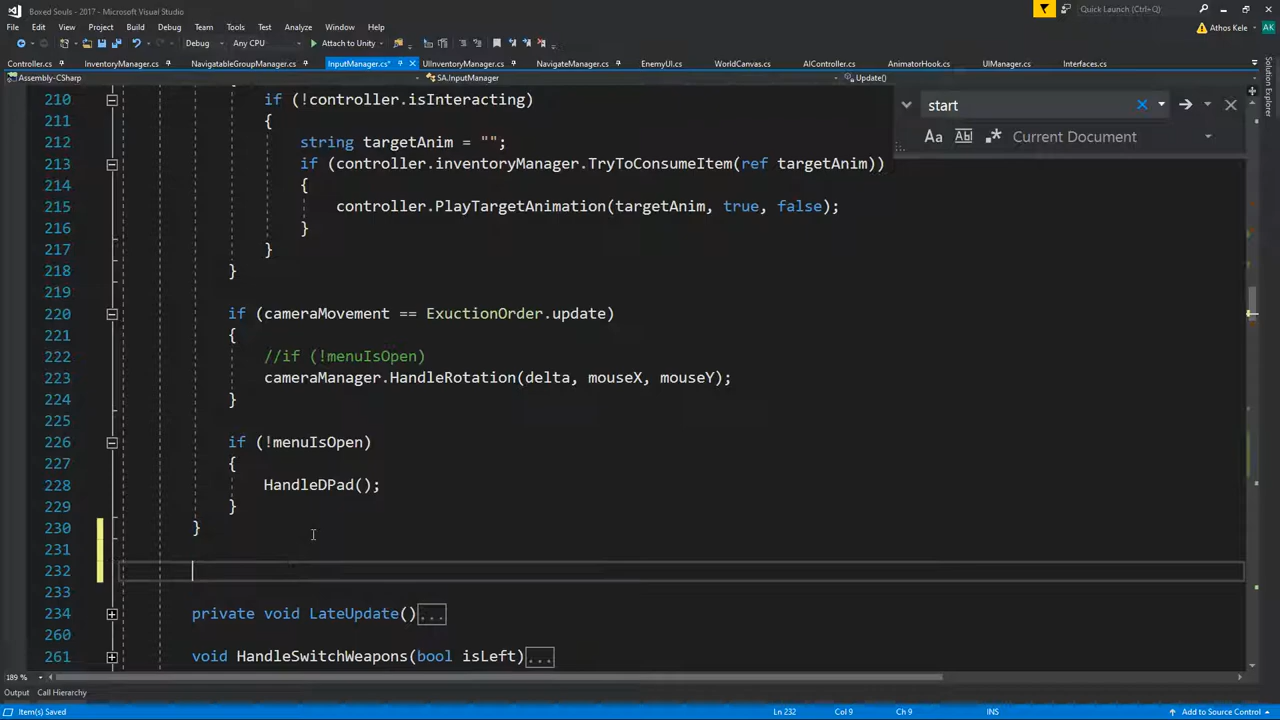 Boxed Souls - 2017 - Microsoft Visual Studio
Quick Launch (Ctrl+Q)
File Edit View Project Build Debug Team Tools Test Analyze Window Help
Athos Kele AK
Debug Any CPU Attach to Unity
Controller.cs InventoryManager.cs NavigatableGroupManager.cs InputManager.cs* UIInventoryManager.cs NavigateManager.cs EnemyUI.cs WorldCanvas.cs AIController.cs AnimatorHook.cs UIManager.cs Interfaces.cs
Assembly-CSharp SA.InputManager Update()
Solution Explorer
start
Aa Abl Current Document
210 if (!controller.isInteracting)
211 {
212 string targetAnim = "";
213 if (controller.inventoryManager.TryToConsumeItem(ref targetAnim))
214 {
215 controller.PlayTargetAnimation(targetAnim, true, false);
216 }
217 }
218 }
219
220 if (cameraMovement == ExuctionOrder.update)
221 {
222 //if (!menuIsOpen)
223 cameraManager.HandleRotation(delta, mouseX, mouseY);
224 }
225
226 if (!menuIsOpen)
227 {
228 HandleDPad();
229 }
230 }
231
232
233
234 private void LateUpdate()...
260
261 void HandleSwitchWeapons(bool isLeft)...
189 %
Output Call Hierarchy
Item(s) Saved Ln 232 Col 9 Ch 9 INS Add to Source Control